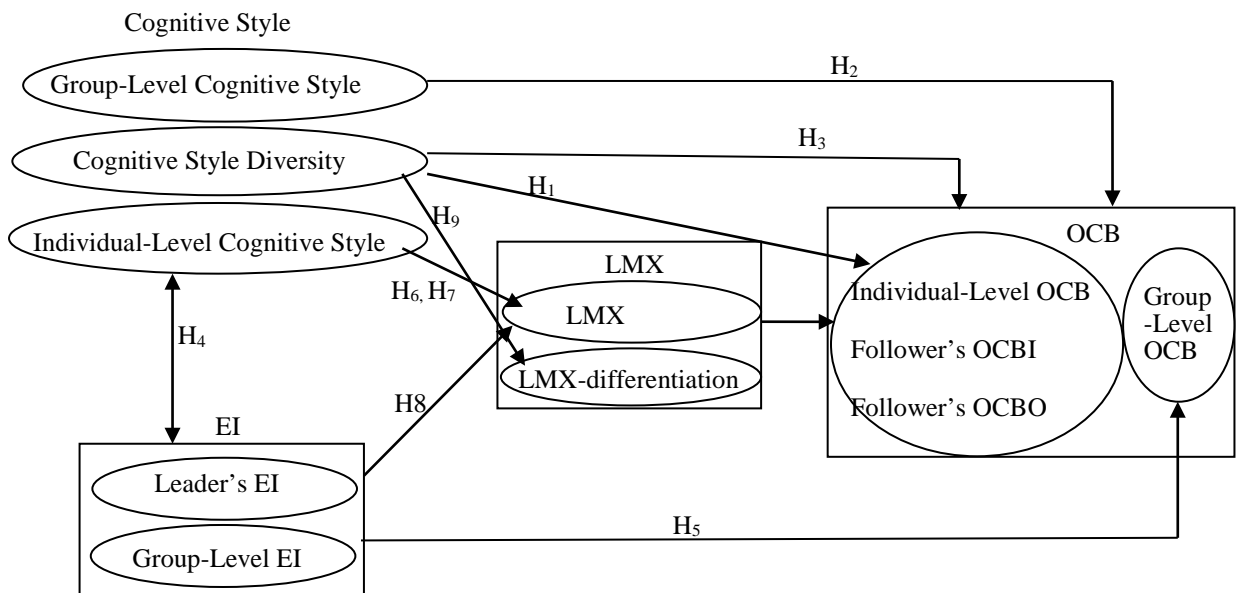 Cognitive Style
Group-Level Cognitive Style
H₂
Cognitive Style Diversity
H₃
H₁
H₉
Individual-Level Cognitive Style
H₆, H₇
H₄
LMX
LMX
LMX-differentiation
OCB
Individual-Level OCB
Follower's OCBI
Follower's OCBO
Group
-Level
OCB
H8
EI
Leader's EI
Group-Level EI
H₅